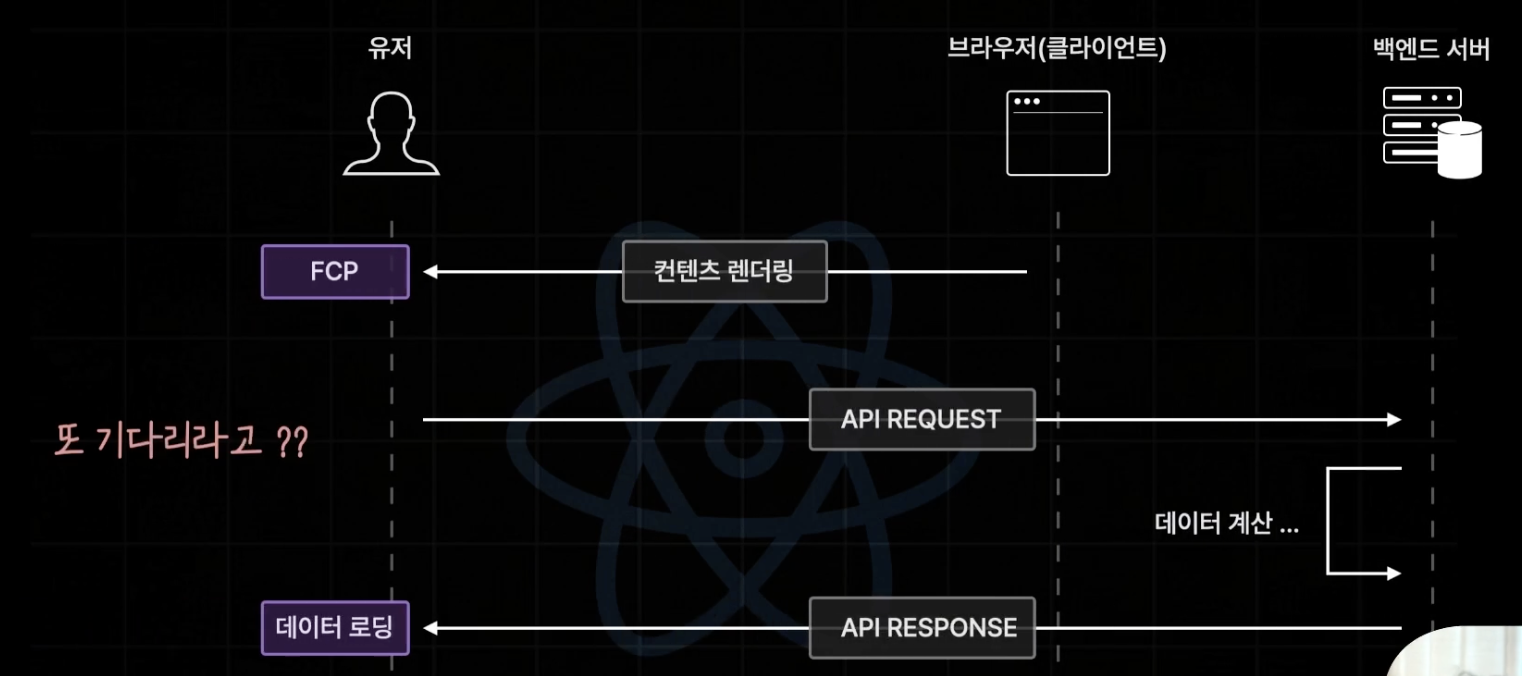 유저
브라우저(클라이언트)
백엔드 서버
FCP
컨텐츠 렌더링
API REQUEST
또 기다리라고 ??
데이터 계산 ...
데이터 로딩
API RESPONSE